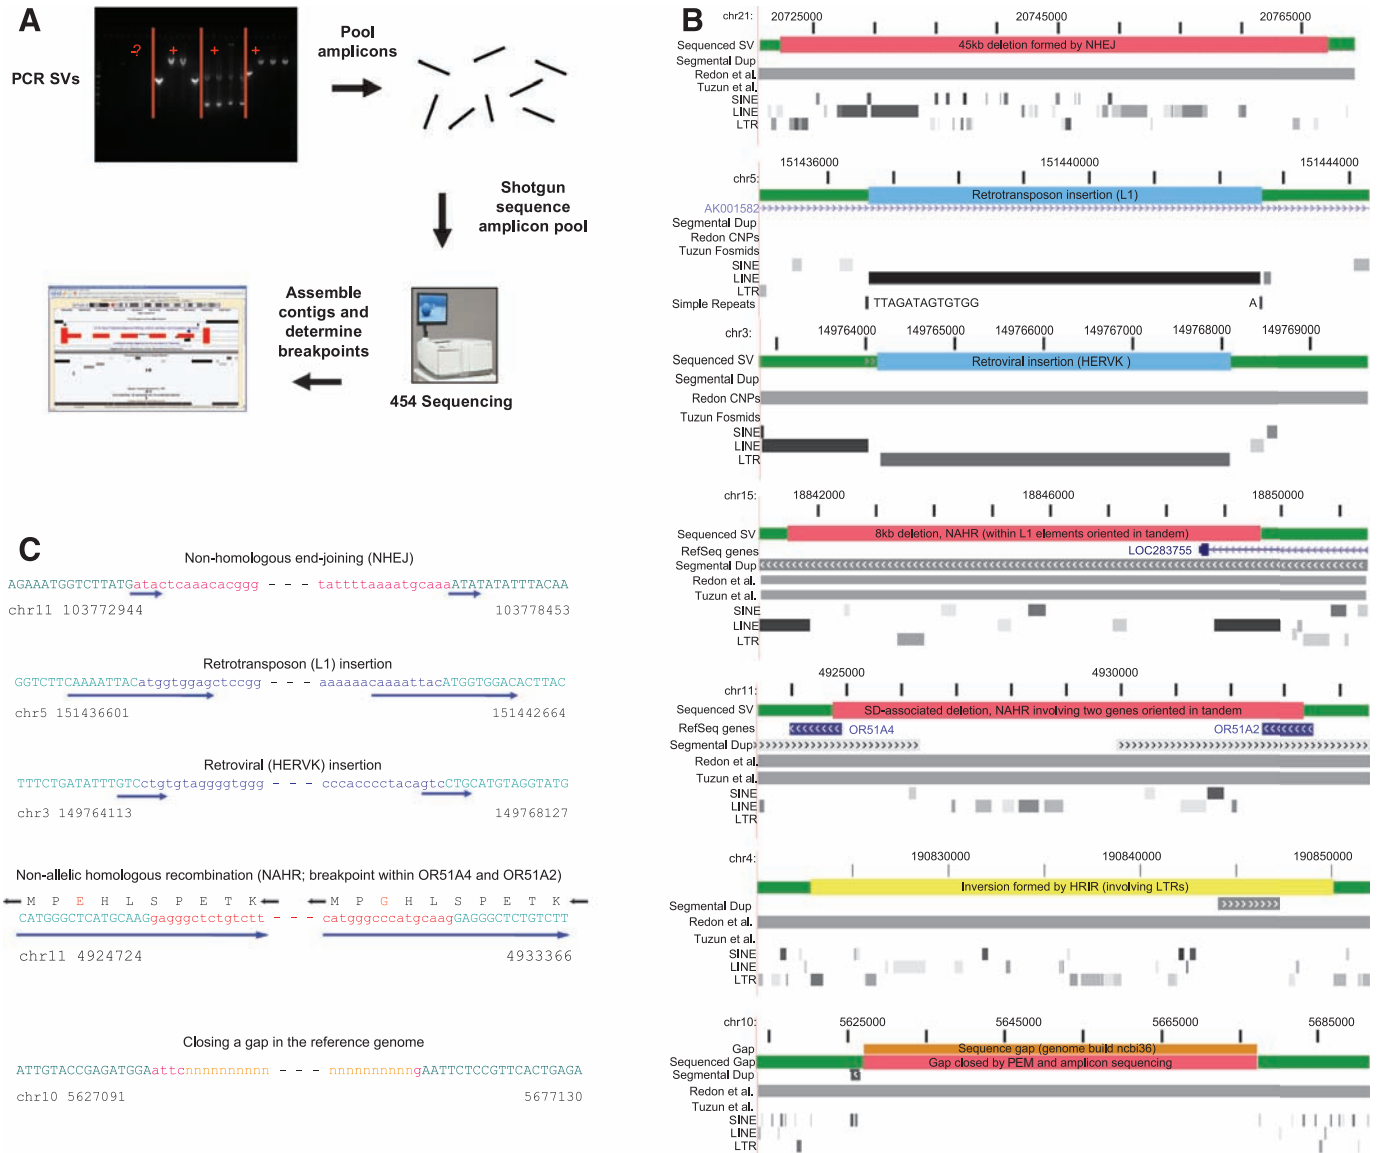 A
PCR SVs
-?
+
+
+
Pool
amplicons
Shotgun
sequence
amplicon pool
454 Sequencing
Assemble
contigs and
determine
breakpoints
B
chr21:
20725000
20745000
20765000
Sequenced SV
45kb deletion formed by NHEJ
Segmental Dup
Redon et al.
Tuzun et al.
SINE
LINE
LTR
151436000
151440000
151444000
chr5:
Retrotransposon insertion (L1)
AK001582
Segmental Dup
Redon CNPs
Tuzun Fosmids
SINE
LINE
LTR
Simple Repeats
TTAGATAGTGTGG
A
chr3:
149764000
149765000
149766000
149767000
149768000
149769000
Sequenced SV
Retroviral insertion (HERVK )
Segmental Dup
Redon CNPs
Tuzun Fosmids
SINE
LINE
LTR
chr15:
18842000
18846000
18850000
Sequenced SV
8kb deletion, NAHR (within L1 elements oriented in tandem)
RefSeq genes
LOC283755
Segmental Dup
Redon et al.
Tuzun et al.
SINE
LINE
LTR
4925000
4930000
chr11:
Sequenced SV
SD-associated deletion, NAHR involving two genes oriented in tandem
RefSeq genes
OR51A4
OR51A2
Segmental Dup
Redon et al.
Tuzun et al.
SINE
LINE
LTR
chr4:
190830000
190840000
190850000
Inversion formed by HRIR (involving LTRs)
Segmental Dup
Redon et al.
Tuzun et al.
SINE
LINE
LTR
chr10:
5625000
5645000
5665000
5685000
Gap
Sequence gap (genome build ncbi36)
Sequenced Gap
Gap closed by PEM and amplicon sequencing
Segmental Dup
Redon et al.
Tuzun et al.
SINE
LINE
LTR
C
Non-homologous end-joining (NHEJ)
AGAAATGGTCTTATGatactcaaacacggg - - - tattttaaaatgcaaaATATATATTTACAA
chr11 103772944
103778453
Retrotransposon (L1) insertion
GGTCTTCAAAATTACatggtggagctccgg - - - aaaaaacaaaattacATGGTGGACACTTAC
chr5 151436601
151442664
Retroviral (HERVK) insertion
TTTCTGATATTTGTCctgtgtaggggtggg - - - cccacccctacagtcCTGCATGTAGGTATG
chr3 149764113
149768127
Non-allelic homologous recombination (NAHR; breakpoint within OR51A4 and OR51A2)
M P E H L S P E T K
M P G H L S P E T K
CATGGGCTCATGCAAGgagggctctgtctt - - - catgggcccatgcaagGAGGGCTCTGTCTT
chr11 4924724
4933366
Closing a gap in the reference genome
ATTGTACCGAGATGGAattcnnnnnnnnnn - - - nnnnnnnnnngAATTCTCCGTTCACTGAGA
chr10 5627091
5677130